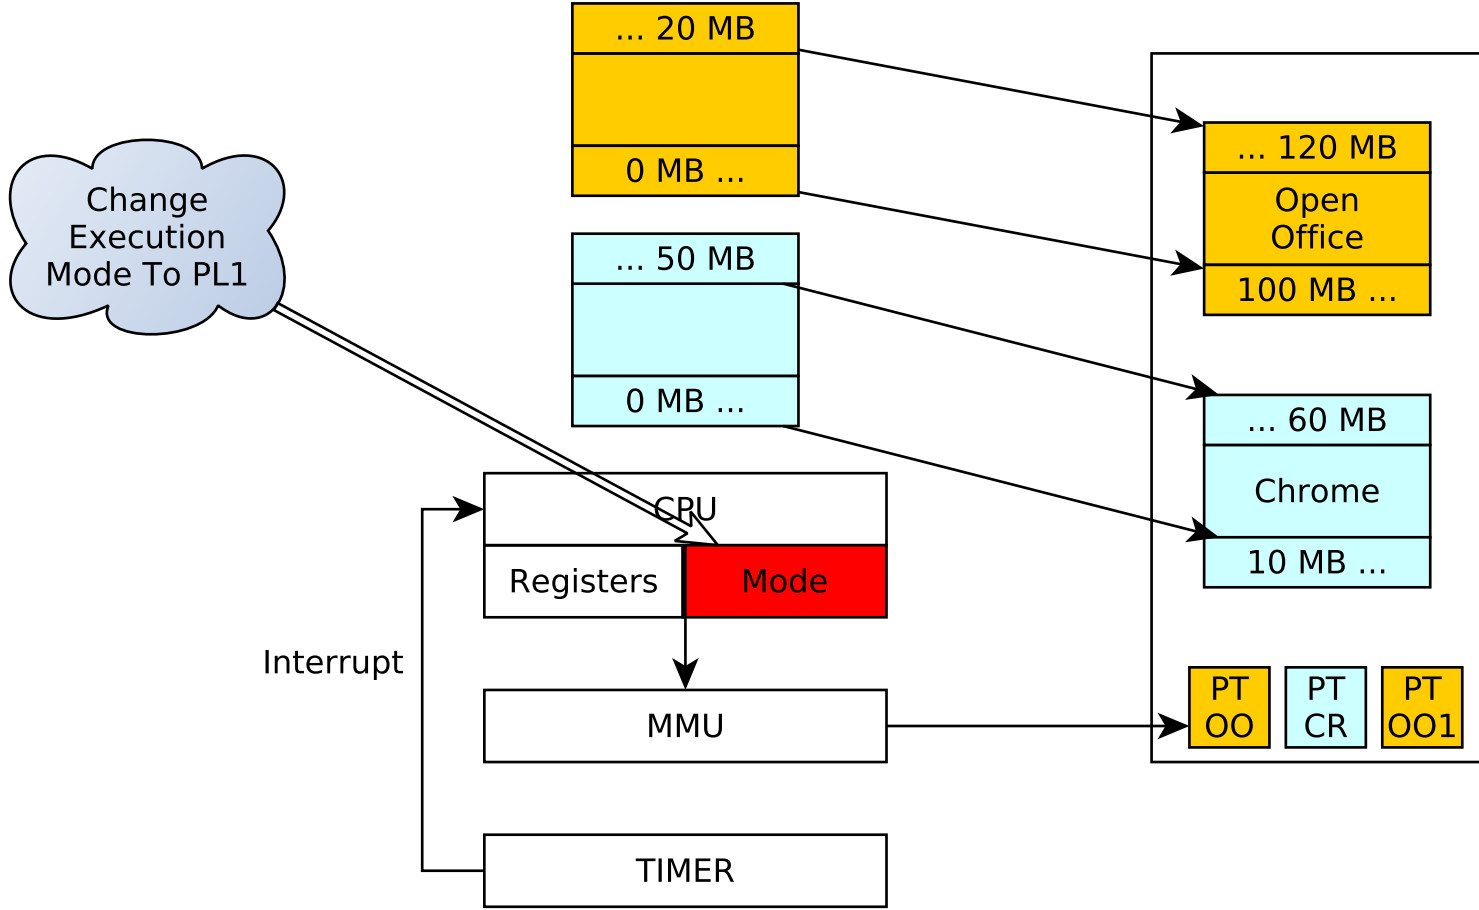 ... 20 MB
0 MB ...
Change
Execution
Mode To PL1
... 50 MB
0 MB ...
... 120 MB
Open
Office
100 MB ...
... 60 MB
Chrome
10 MB ...
CPU
Registers
Mode
Interrupt
MMU
PT
OO
PT
CR
PT
OO1
TIMER